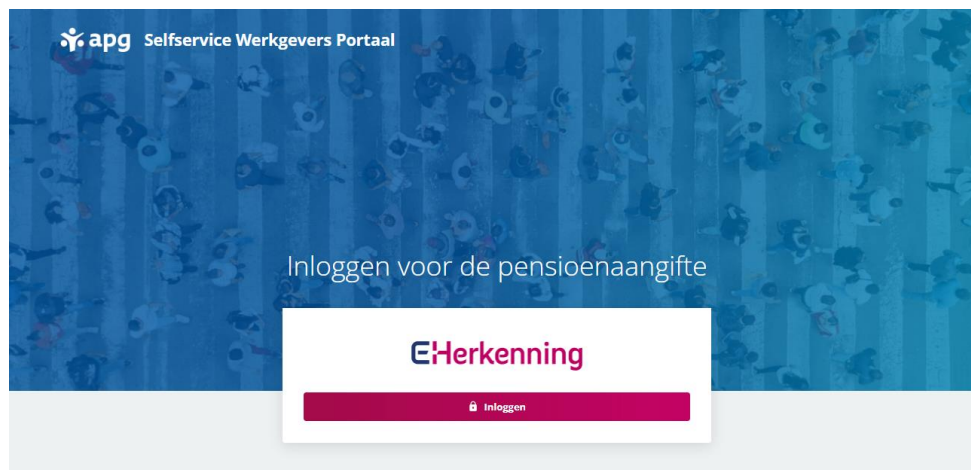 apg Selfservice Werkgevers Portaal
Inloggen voor de pensioenaangifte
eHerkenning
Inloggen